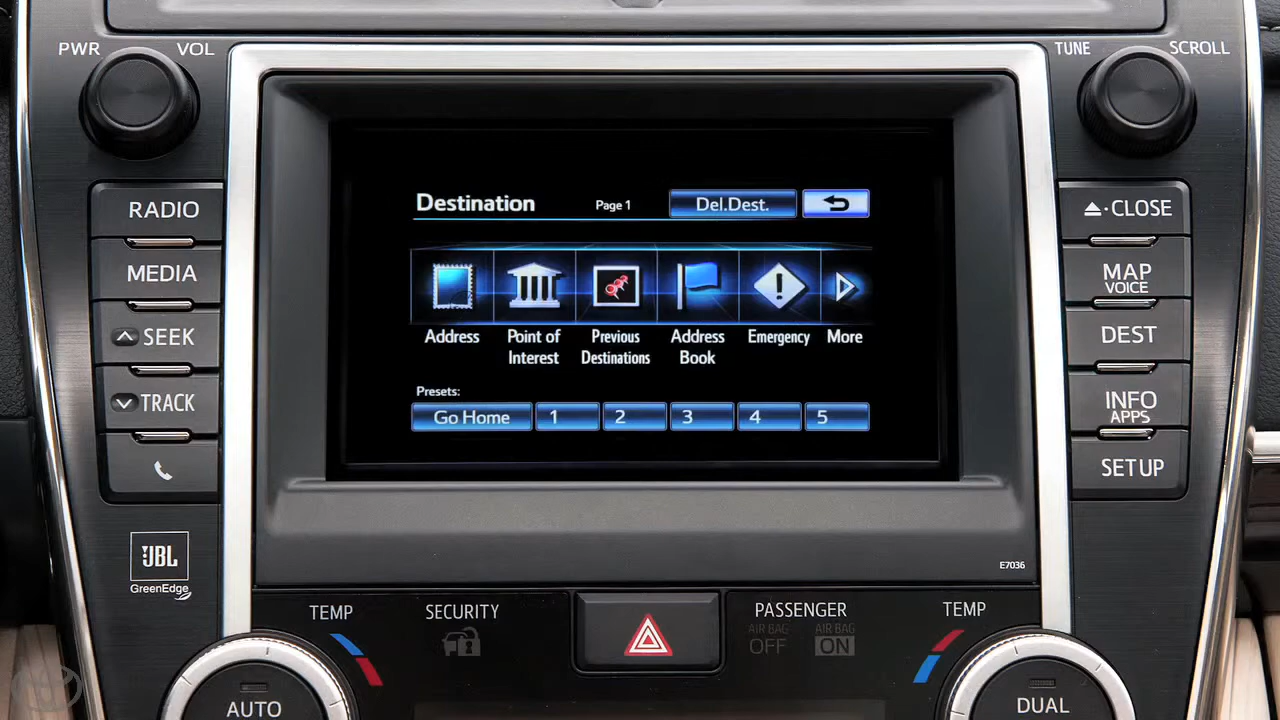 PWR VOL
TUNE SCROLL
RADIO
MEDIA
SEEK
TRACK
JBL
GreenEdge
Destination Page 1 Del.Dest.
Address
Point of
Interest
Previous
Destinations
Address
Book
Emergency
More
Presets:
Go Home 1 2 3 4 5
CLOSE
MAP
VOICE
DEST
INFO
APPS
SETUP
E7036
TEMP
SECURITY
PASSENGER
AIR BAG
OFF
AIR BAG
ON
TEMP
AUTO
DUAL